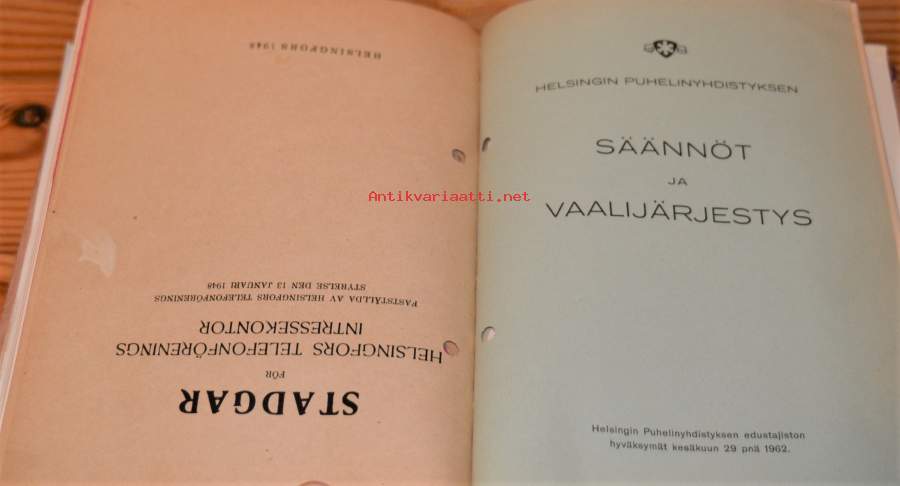 STADGAR
FÖR
HELSINGFORS TELEFONFÖRENINGS
INTRESSEKONTOR
FASTSTÄLLDA AV HELSINGFORS TELEFONFÖRENINGS
STYRELSE DEN 13 JANUARI 1948
HELSINGFORS 1948
Antikvariaatti.net
HELSINGIN PUHELINYHDISTYKSEN
SÄÄNNÖT
JA
VAALIJÄRJESTYS
Helsingin Puhelinyhdistyksen edustajiston
hyväksymät kesäkuun 29 pnä 1962.